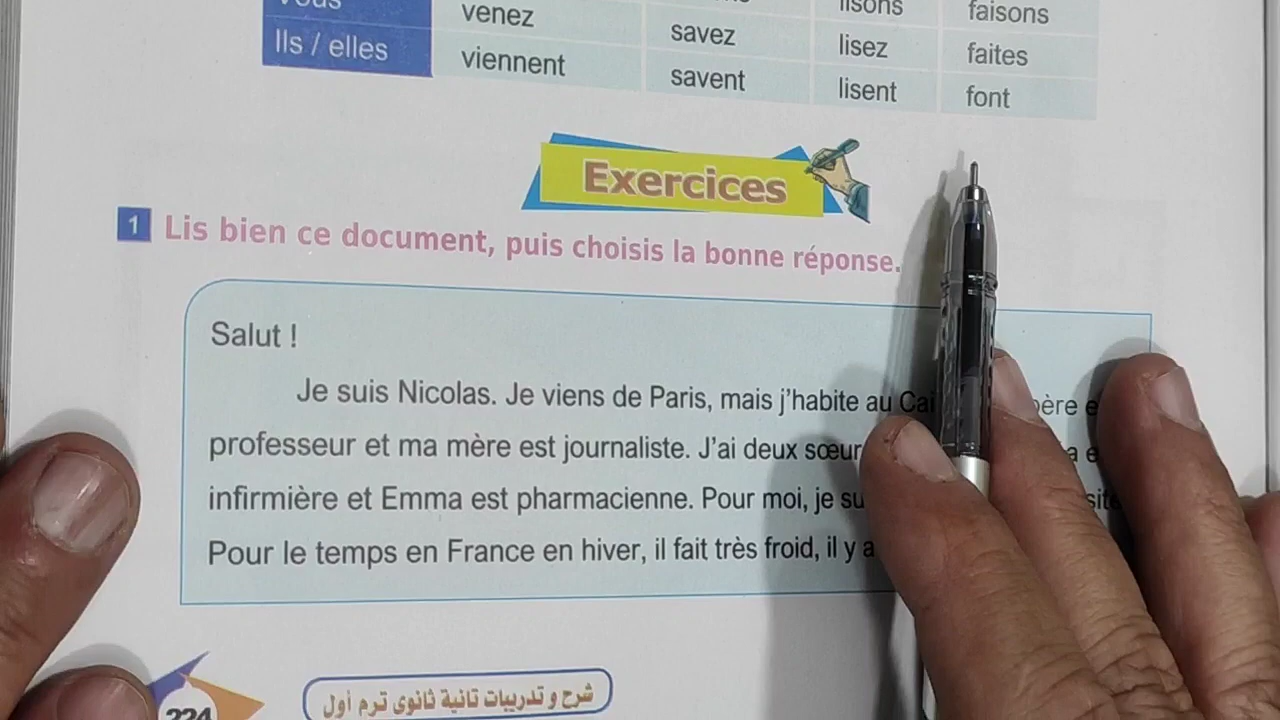 venez lisons faisons
Ils / elles savez lisez faites
viennent savent lisent font
Exercices
1 Lis bien ce document, puis choisis la bonne réponse.
Salut !
Je suis Nicolas. Je viens de Paris, mais j'habite au
professeur et ma mère est journaliste. J'ai deux
infirmière et Emma est pharmacienne. Pour moi, je
Pour le temps en France en hiver, il fait très froid, il y a
شرح و تدريبات ثانية ثانوى ترم أول
224